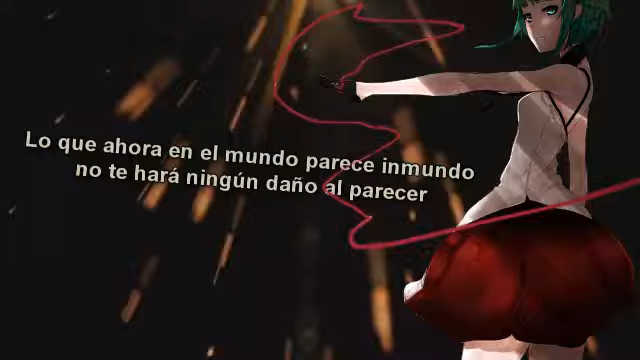 Lo que ahora en el mundo parece inmundo
no te hará ningún daño al parecer